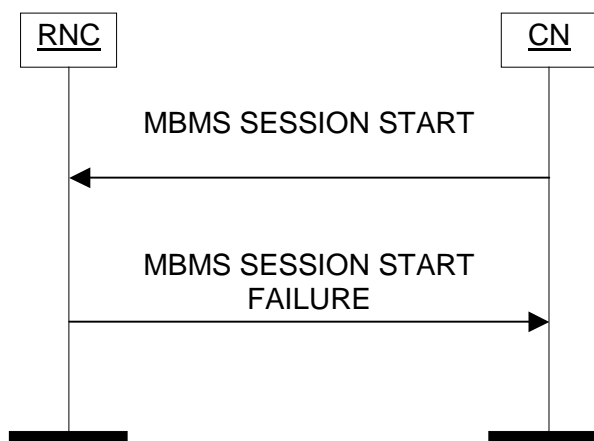 RNC
CN
MBMS SESSION START
MBMS SESSION START
FAILURE